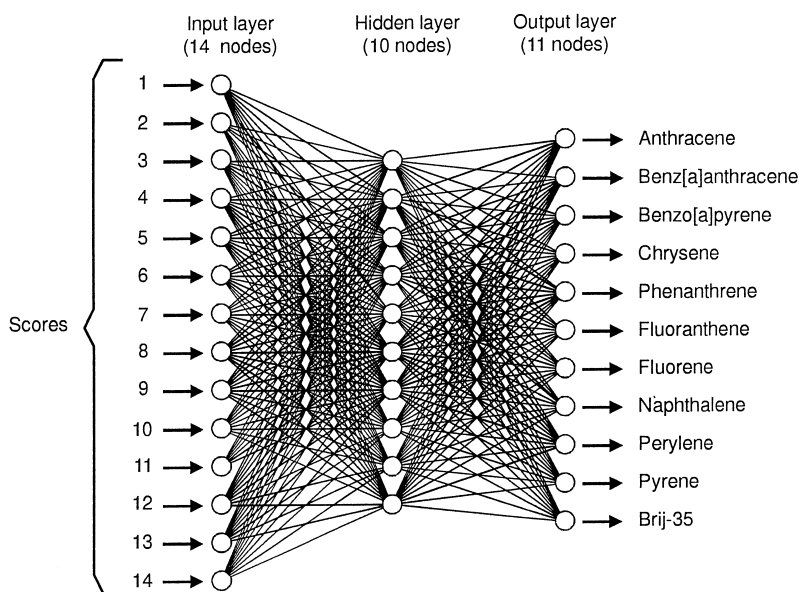 Input layer
(14 nodes)
Hidden layer
(10 nodes)
Output layer
(11 nodes)
Scores
1
2
3
4
5
6
7
8
9
10
11
12
13
14
Anthracene
Benz[a]anthracene
Benzo[a]pyrene
Chrysene
Phenanthrene
Fluoranthene
Fluorene
Naphthalene
Perylene
Pyrene
Brij-35